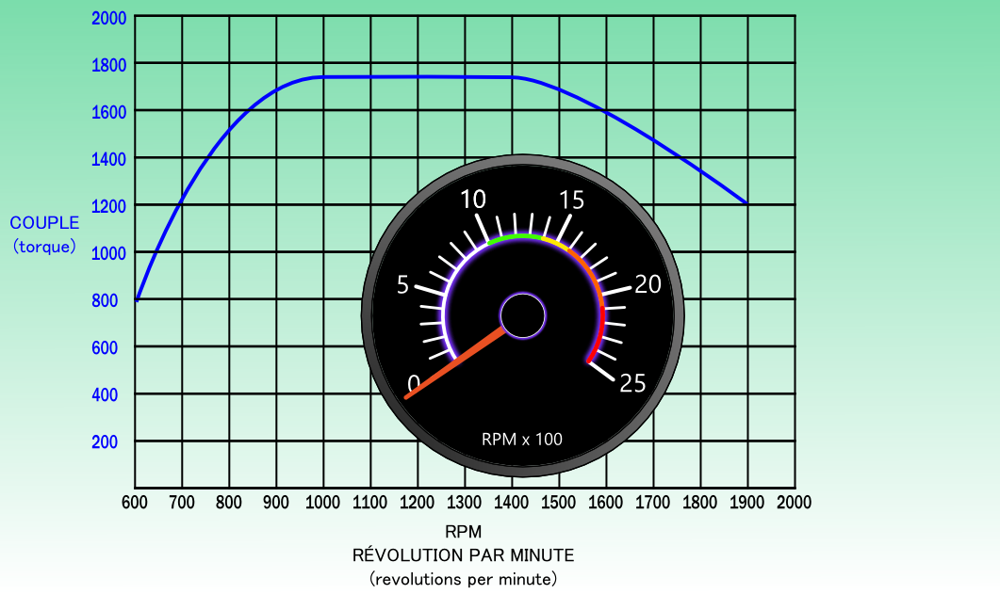 2000
1800
1600
1400
1200
1000
800
600
400
200
COUPLE
(torque)
10
15
5
20
0
25
RPM x 100
600 700 800 900 1000 1100 1200 1300 1400 1500 1600 1700 1800 1900 2000
RPM
RÉVOLUTION PAR MINUTE
(revolutions per minute)